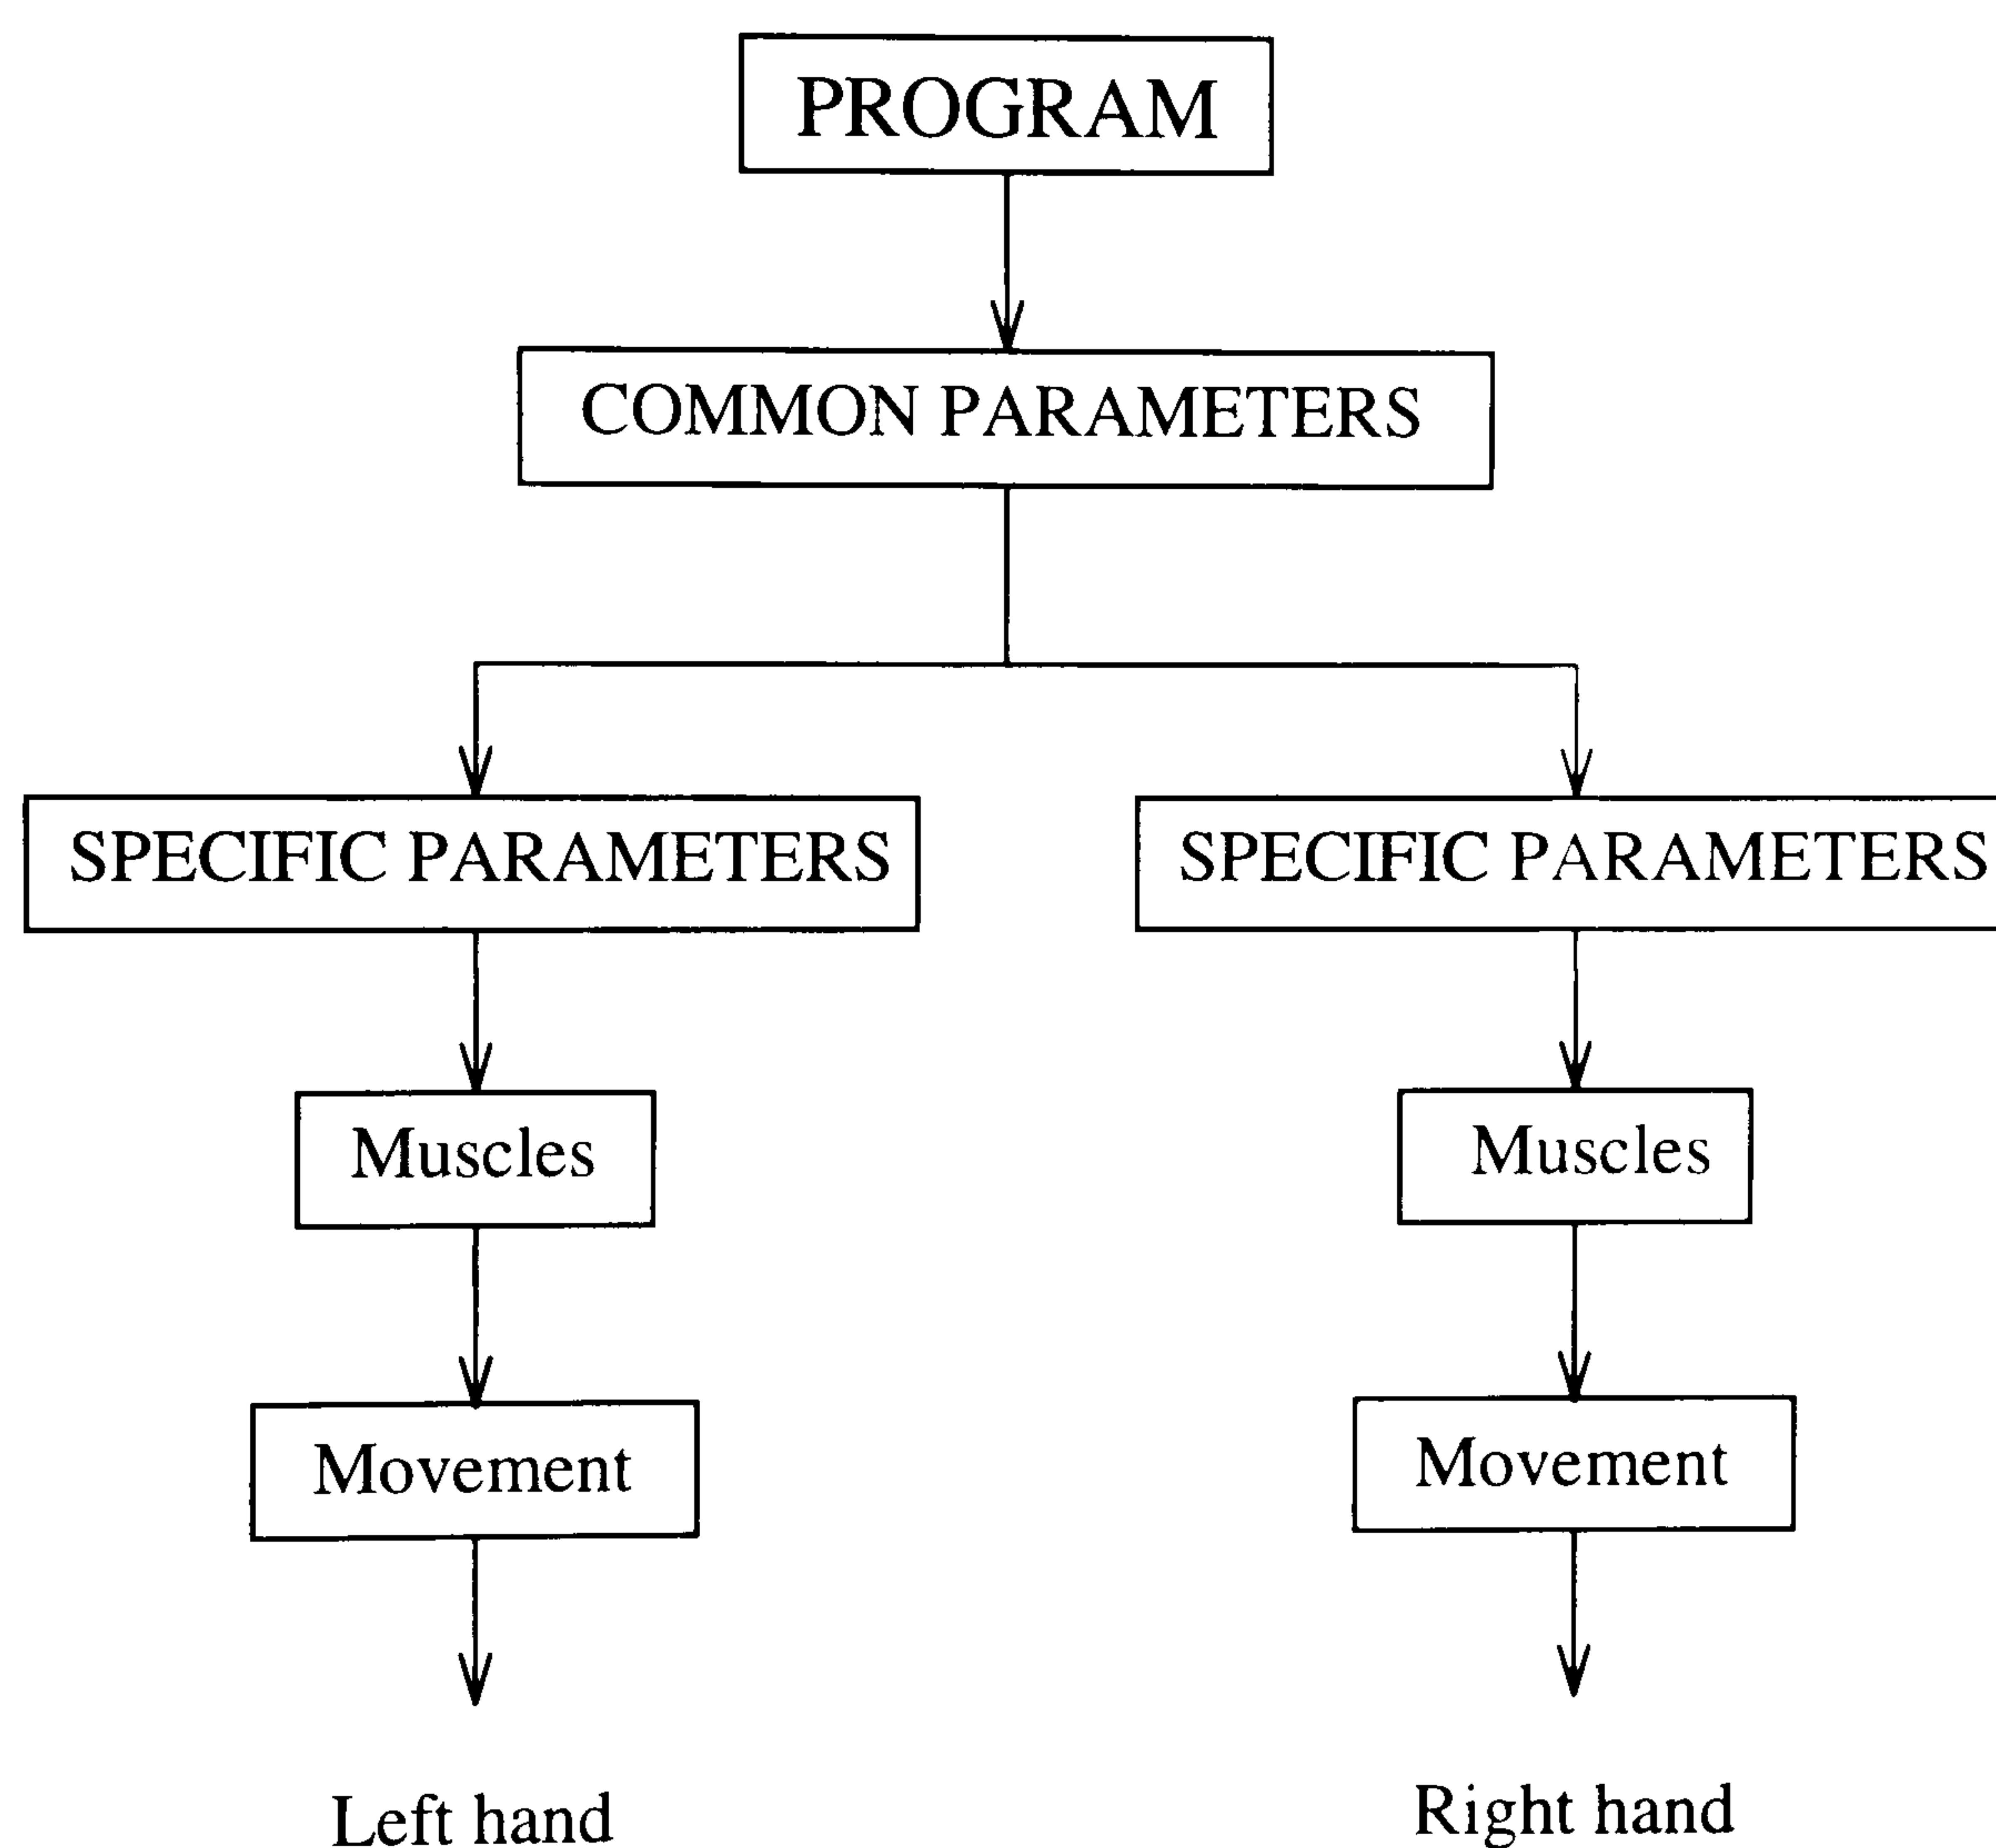 PROGRAM
COMMON PARAMETERS
SPECIFIC PARAMETERS
SPECIFIC PARAMETERS
Muscles
Muscles
Movement
Movement
Left hand
Right hand